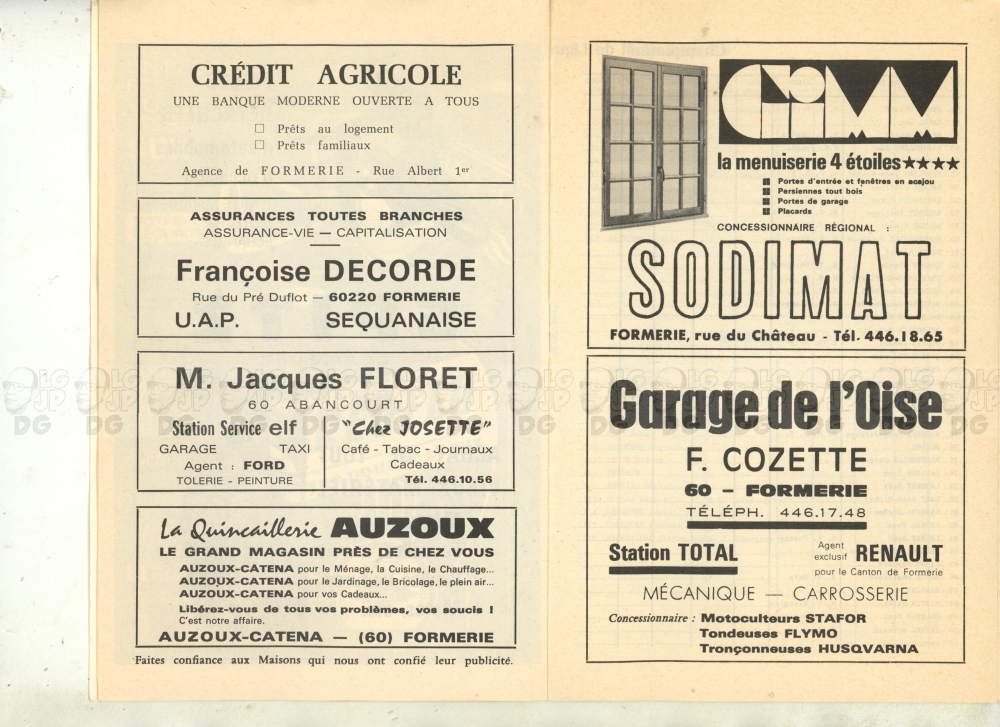 CRÉDIT AGRICOLE
UNE BANQUE MODERNE OUVERTE A TOUS
☐ Prêts au logement
☐ Prêts familiaux
Agence de FORMERIE - Rue Albert 1er
ASSURANCES TOUTES BRANCHES
ASSURANCE-VIE — CAPITALISATION
Françoise DECORDE
Rue du Pré Duflot — 60220 FORMERIE
U.A.P. SEQUANAISE
M. Jacques FLORET
60 ABANCOURT
Station Service elf
GARAGE TAXI
Agent : FORD
TOLERIE - PEINTURE
"Chez JOSETTE"
Café - Tabac - Journaux
Cadeaux
Tél. 446.10.56
La Quincaillerie AUZOUX
LE GRAND MAGASIN PRÈS DE CHEZ VOUS
AUZOUX-CATENA pour le Ménage, la Cuisine, le Chauffage...
AUZOUX-CATENA pour le Jardinage, le Bricolage, le plein air...
AUZOUX-CATENA pour vos Cadeaux...
Libérez-vous de tous vos problèmes, vos soucis !
C'est notre affaire.
AUZOUX-CATENA — (60) FORMERIE
Faites confiance aux Maisons qui nous ont confié leur publicité.
GiMM
la menuiserie 4 étoiles★★★★
Portes d'entrée et fenêtres en acajou
Persiennes tout bois
Portes de garage
Placards
CONCESSIONNAIRE RÉGIONAL :
SODIMAT
FORMERIE, rue du Château - Tél. 446.18.65
Garage de l'Oise
F. COZETTE
60 - FORMERIE
TÉLÉPH. 446.17.48
Station TOTAL
Agent exclusif RENAULT
pour le Canton de Formerie
MÉCANIQUE — CARROSSERIE
Concessionnaire : Motoculteurs STAFOR
Tondeuses FLYMO
Tronçonneuses HUSQVARNA